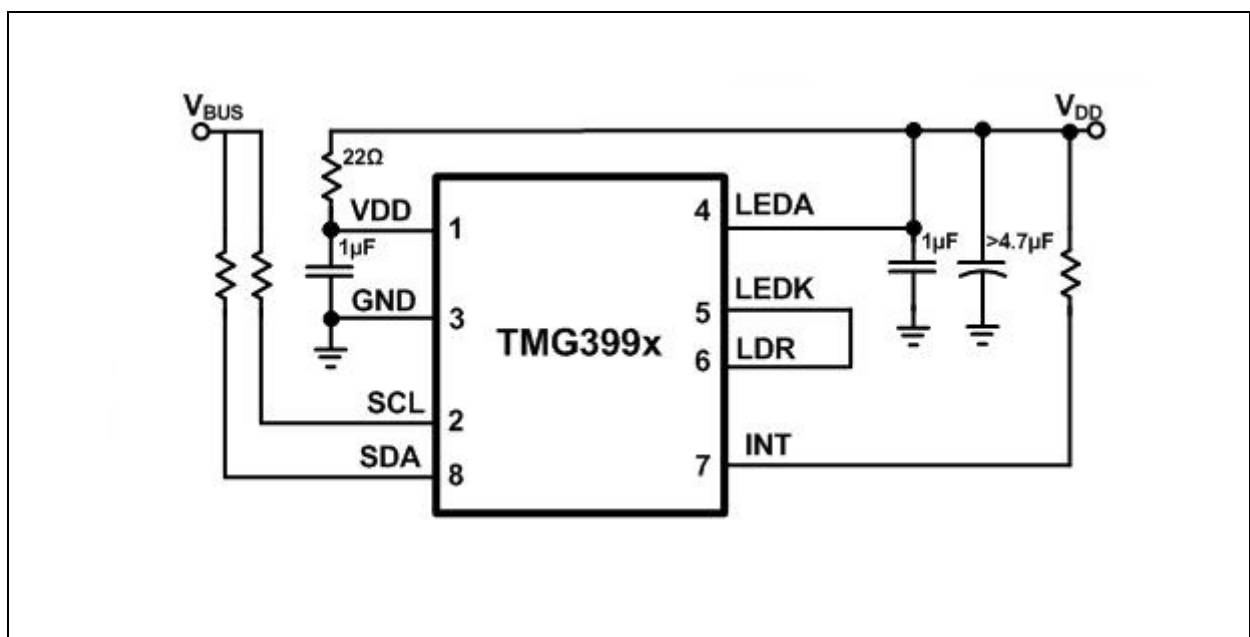 VBUS
VDD
22Ω
VDD
1
4
LEDA
1µF
1µF
>4.7µF
GND
3
LEDK
5
TMG399x
6
LDR
SCL
2
INT
7
SDA
8